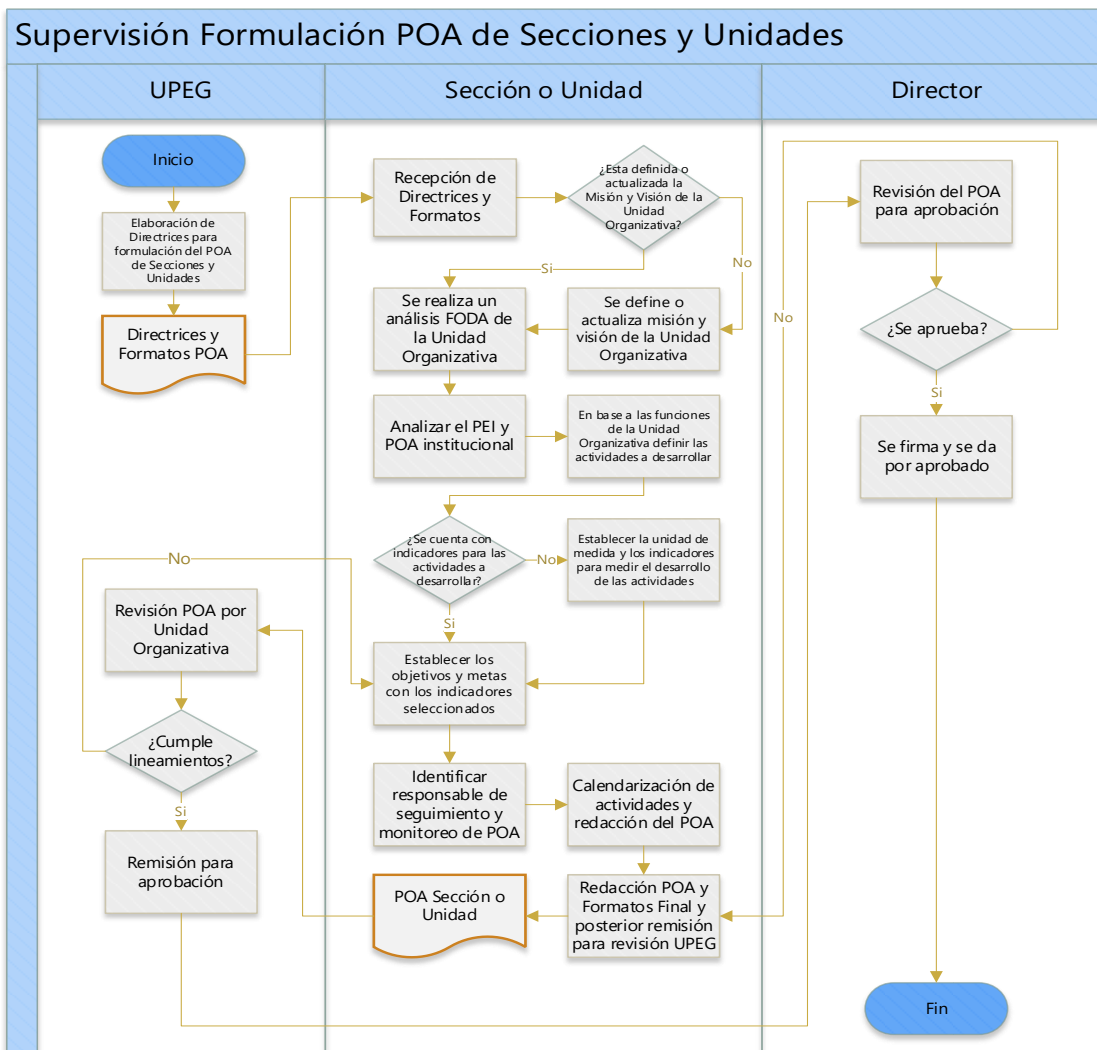 Supervisión Formulación POA de Secciones y Unidades
UPEG
Sección o Unidad
Director
Inicio
Elaboración de
Directrices para
formulación del POA
de Secciones y
Unidades
Directrices y
Formatos POA
Recepción de
Directrices y
Formatos
¿Esta definida o
actualizada la
Misión y Visión de la
Unidad
Organizativa?
Si
No
Se realiza un
análisis FODA de
la Unidad
Organizativa
Se define o
actualiza misión y
visión de la Unidad
Organizativa
Analizar el PEI y
POA institucional
En base a las funciones
de la Unidad
Organizativa definir las
actividades a desarrollar
¿Se cuenta con
indicadores para las
actividades a
desarrollar?
No
Establecer la unidad de
medida y los indicadores
para medir el desarrollo
de las actividades
Si
Establecer los
objetivos y metas
con los indicadores
seleccionados
Identificar
responsable de
seguimiento y
monitoreo de POA
Calendarización de
actividades y
redacción del POA
Redacción POA y
Formatos Final y
posterior remisión
para revisión UPEG
POA Sección o
Unidad
Revisión POA por
Unidad
Organizativa
¿Cumple
lineamientos?
No
Si
Remisión para
aprobación
Revisión del POA
para aprobación
¿Se aprueba?
No
Si
Se firma y se da
por aprobado
Fin